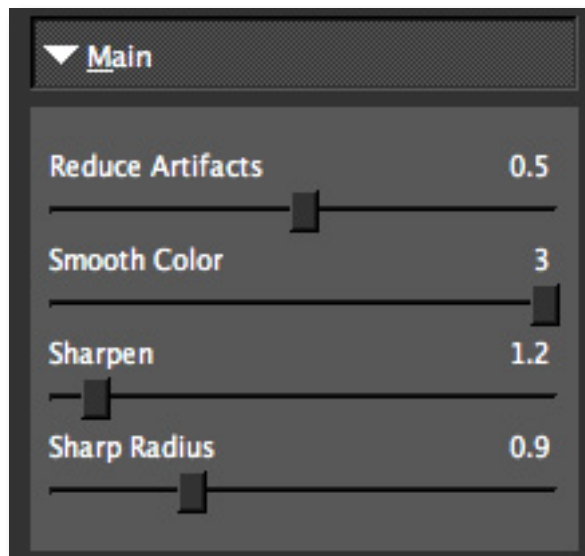 Main
Reduce Artifacts 0.5
Smooth Color 3
Sharpen 1.2
Sharp Radius 0.9